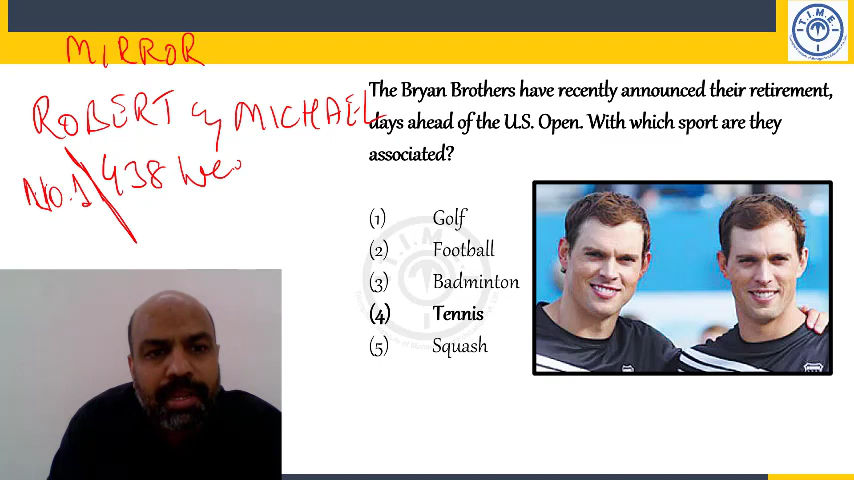 T.I.M.E.
MIRROR
ROBERT & MICHAEL
No.1 438 wee
The Bryan Brothers have recently announced their retirement,
days ahead of the U.S. Open. With which sport are they
associated?
(1) Golf
(2) Football
(3) Badminton
(4) Tennis
(5) Squash